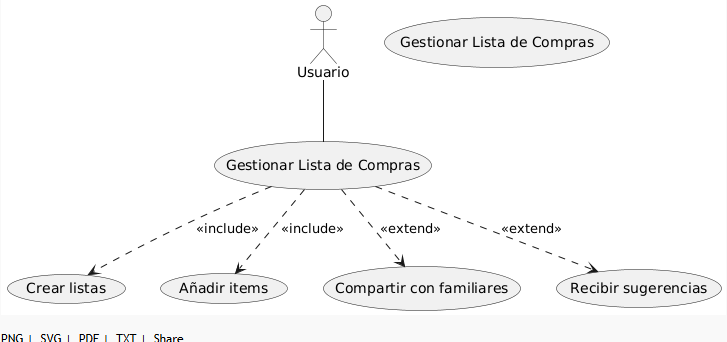 Gestionar Lista de Compras
Usuario
Gestionar Lista de Compras
«include»
«include»
«extend»
«extend»
Crear listas
Añadir items
Compartir con familiares
Recibir sugerencias
PNG | SVG | PDF | TXT | Share